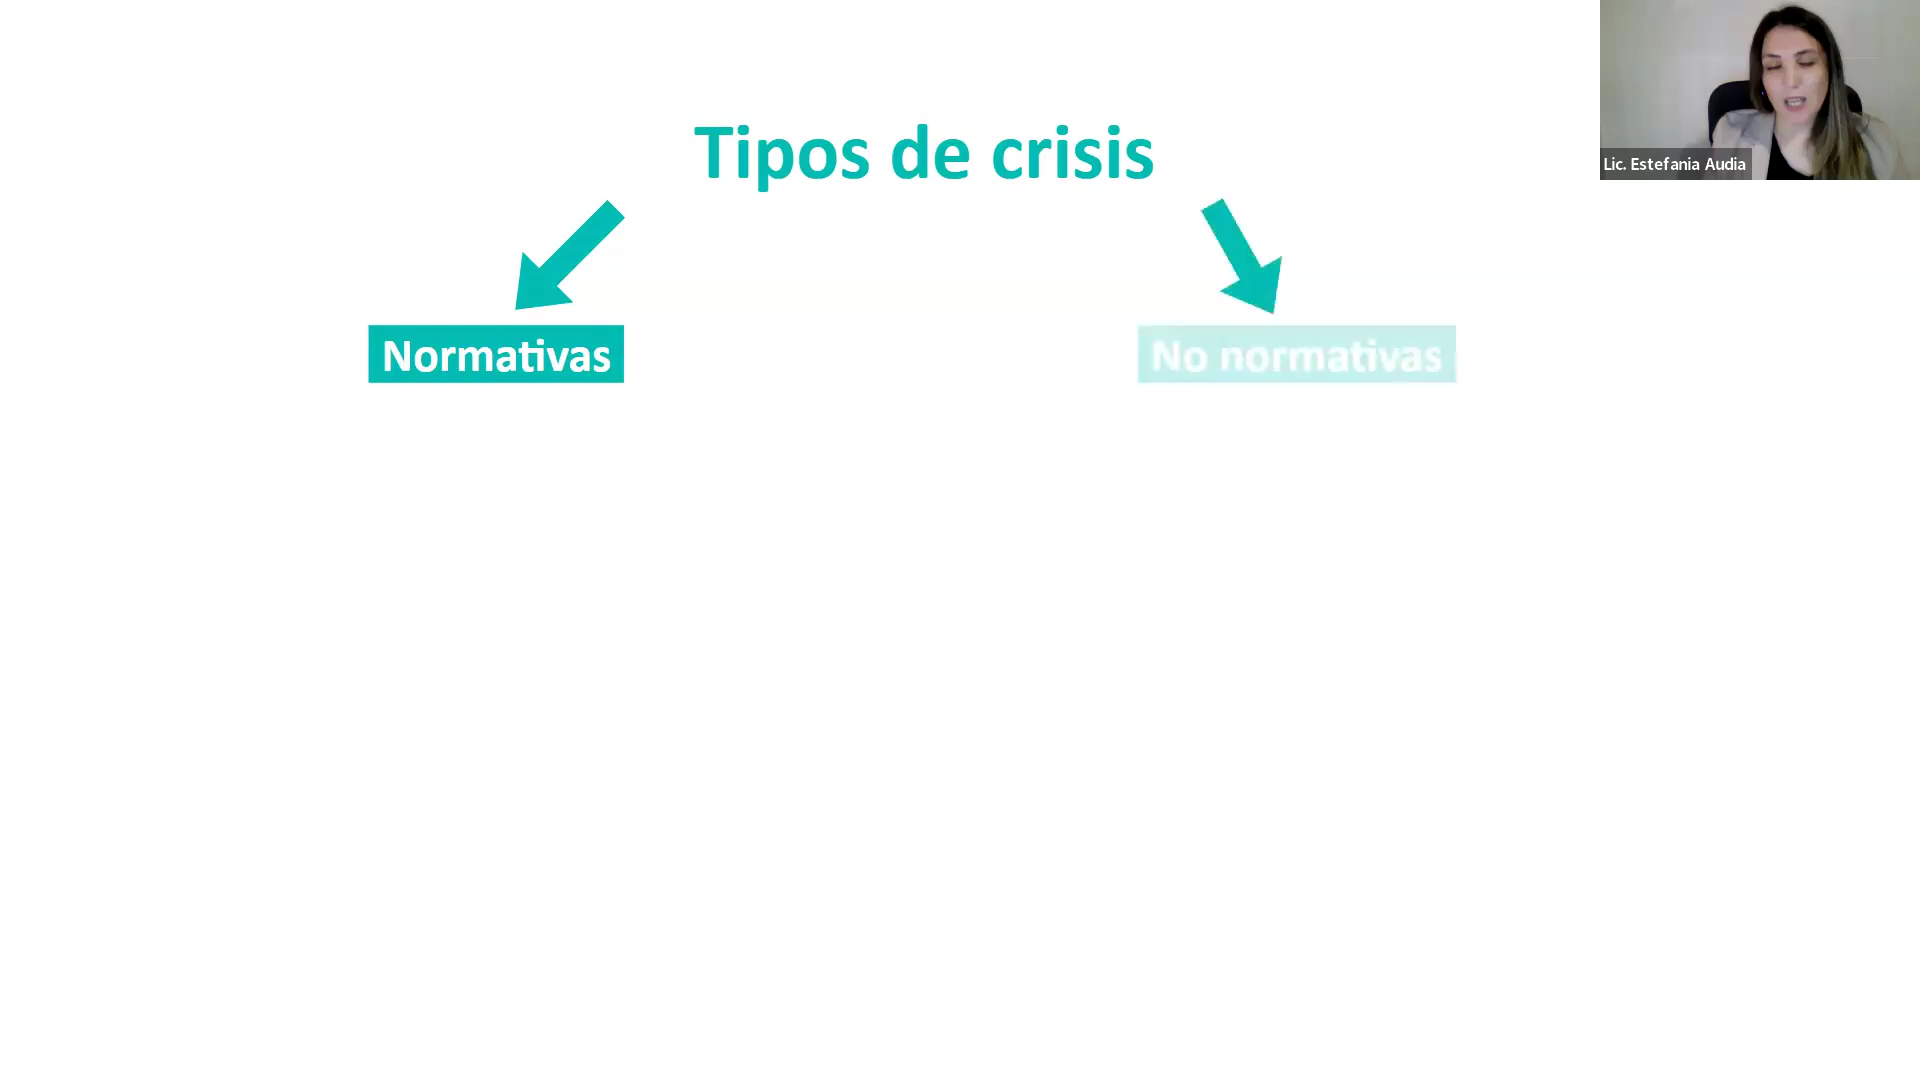 Tipos de crisis
Normativas
No normativas
Lic. Estefania Audia